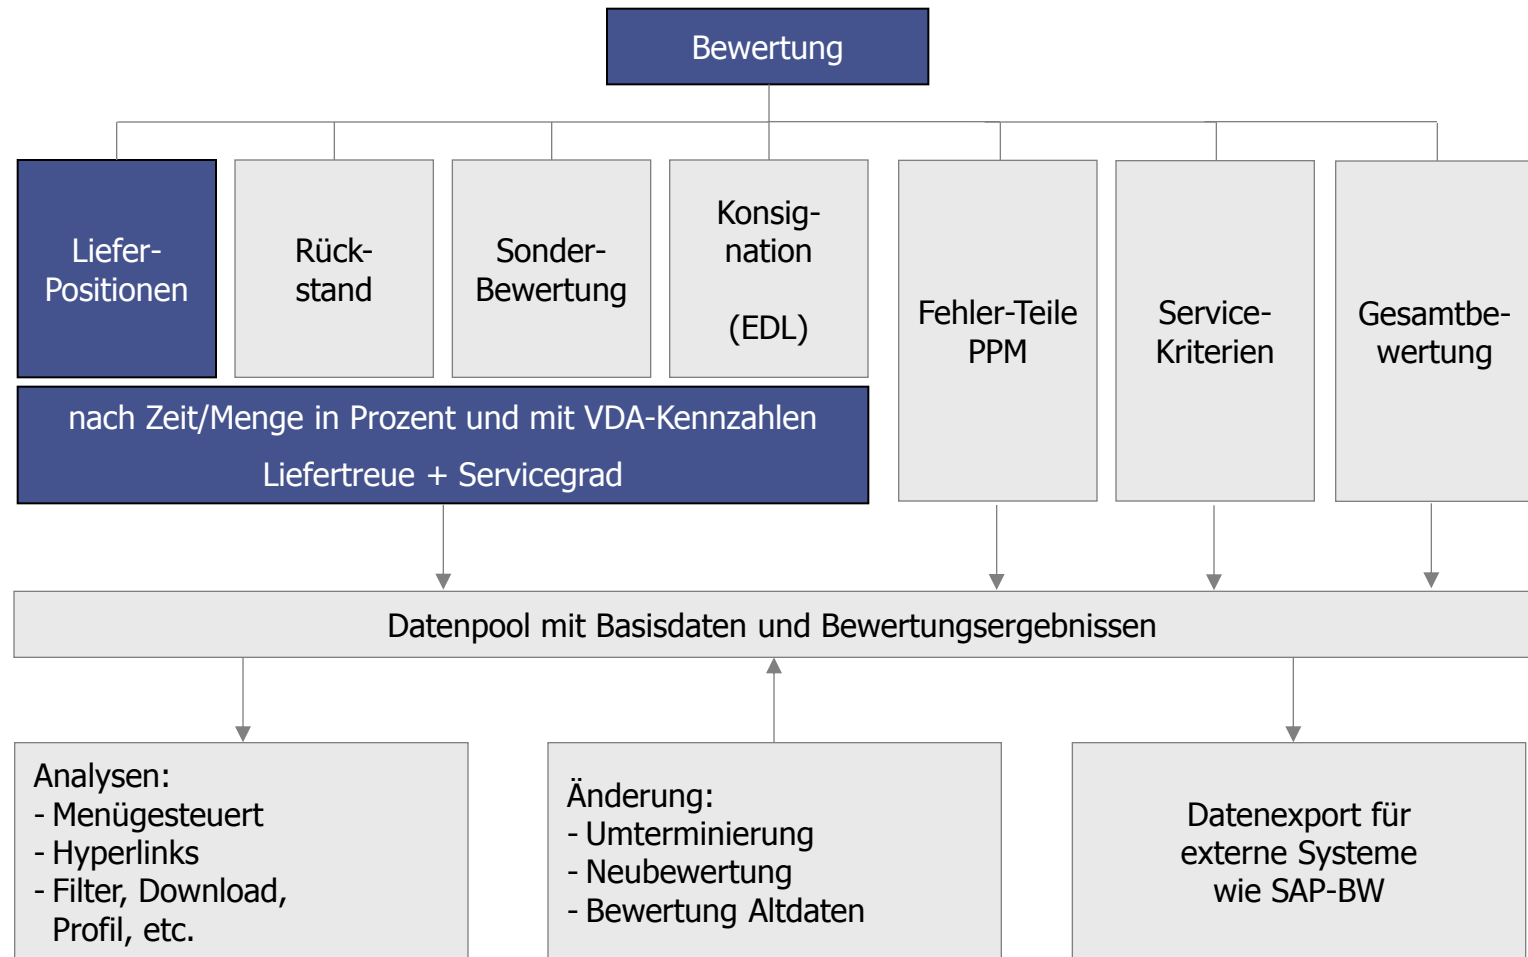 Bewertung
Liefer-
Positionen
Rück-
stand
Sonder-
Bewertung
Konsig-
nation
(EDL)
Fehler-Teile
PPM
Service-
Kriterien
Gesamtbe-
wertung
nach Zeit/Menge in Prozent und mit VDA-Kennzahlen
Liefertreue + Servicegrad
Datenpool mit Basisdaten und Bewertungsergebnissen
Analysen:
- Menügesteuert
- Hyperlinks
- Filter, Download,
Profil, etc.
Änderung:
- Umterminierung
- Neubewertung
- Bewertung Altdaten
Datenexport für
externe Systeme
wie SAP-BW